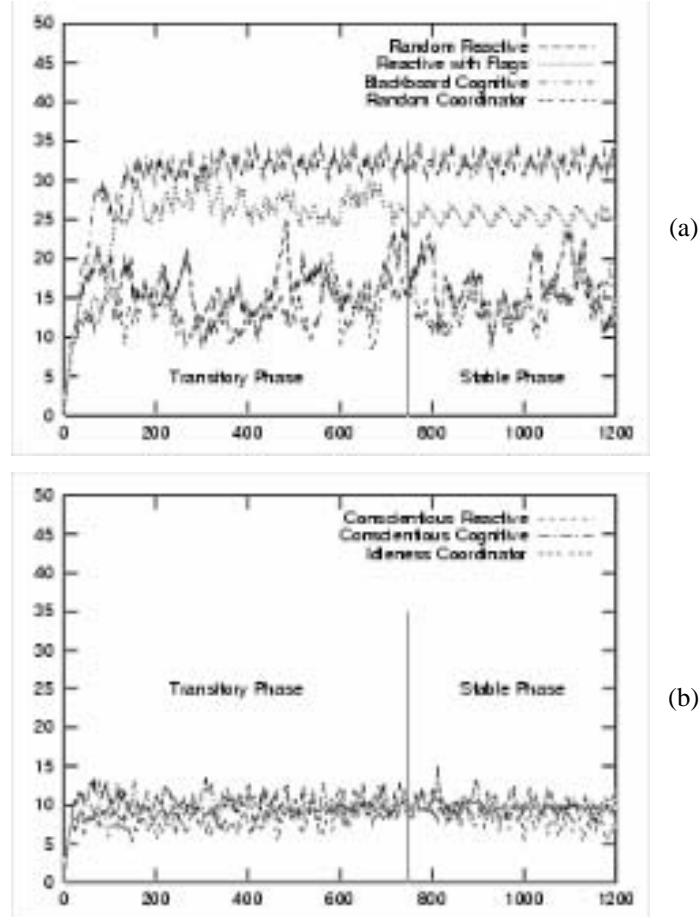 50
45
40
35
30
25
20
15
10
5
0
Random Reactive
Reactive with Flags
Blackboard Cognitive
Random Coordinator
Transitory Phase
Stable Phase
0 200 400 600 800 1000 1200
(a)
50
45
40
35
30
25
20
15
10
5
0
Conscientious Reactive
Conscientious Cognitive
Idleness Coordinator
Transitory Phase
Stable Phase
0 200 400 600 800 1000 1200
(b)